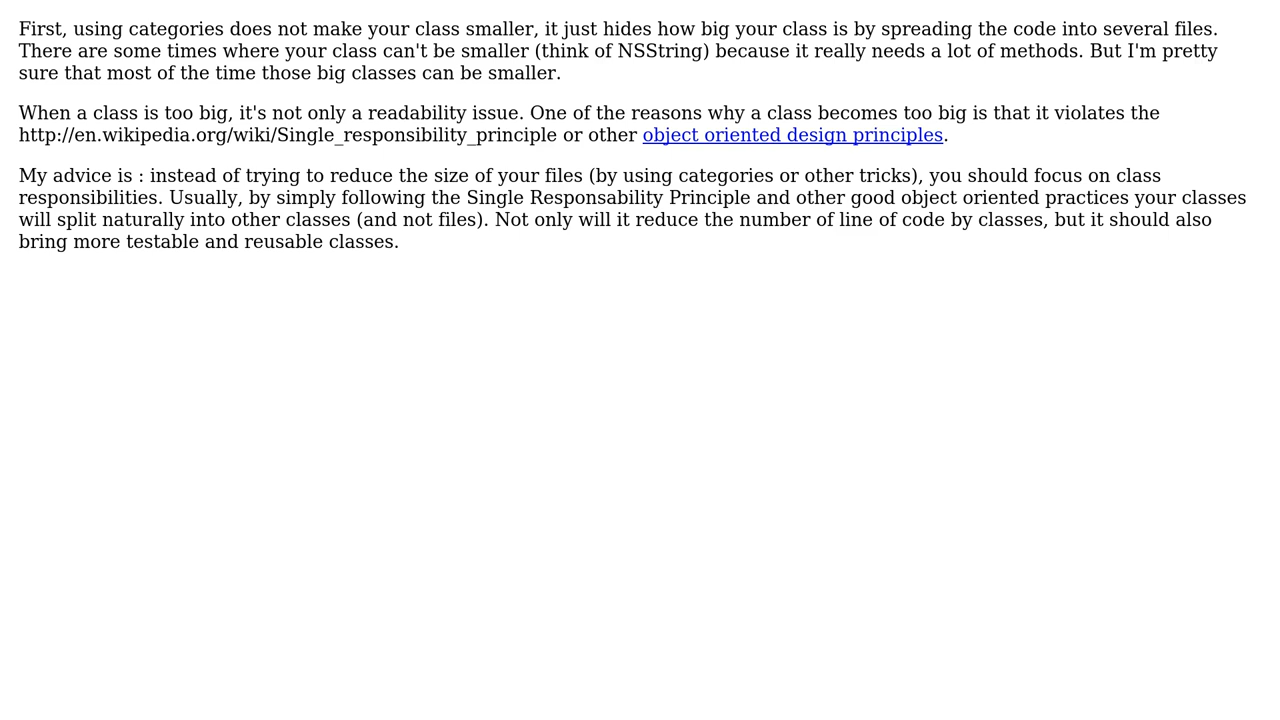 First, using categories does not make your class smaller, it just hides how big your class is by spreading the code into several files.
There are some times where your class can't be smaller (think of NSString) because it really needs a lot of methods. But I'm pretty
sure that most of the time those big classes can be smaller.
When a class is too big, it's not only a readability issue. One of the reasons why a class becomes too big is that it violates the
http://en.wikipedia.org/wiki/Single_responsibility_principle or other object oriented design principles.
My advice is : instead of trying to reduce the size of your files (by using categories or other tricks), you should focus on class
responsibilities. Usually, by simply following the Single Responsability Principle and other good object oriented practices your classes
will split naturally into other classes (and not files). Not only will it reduce the number of line of code by classes, but it should also
bring more testable and reusable classes.